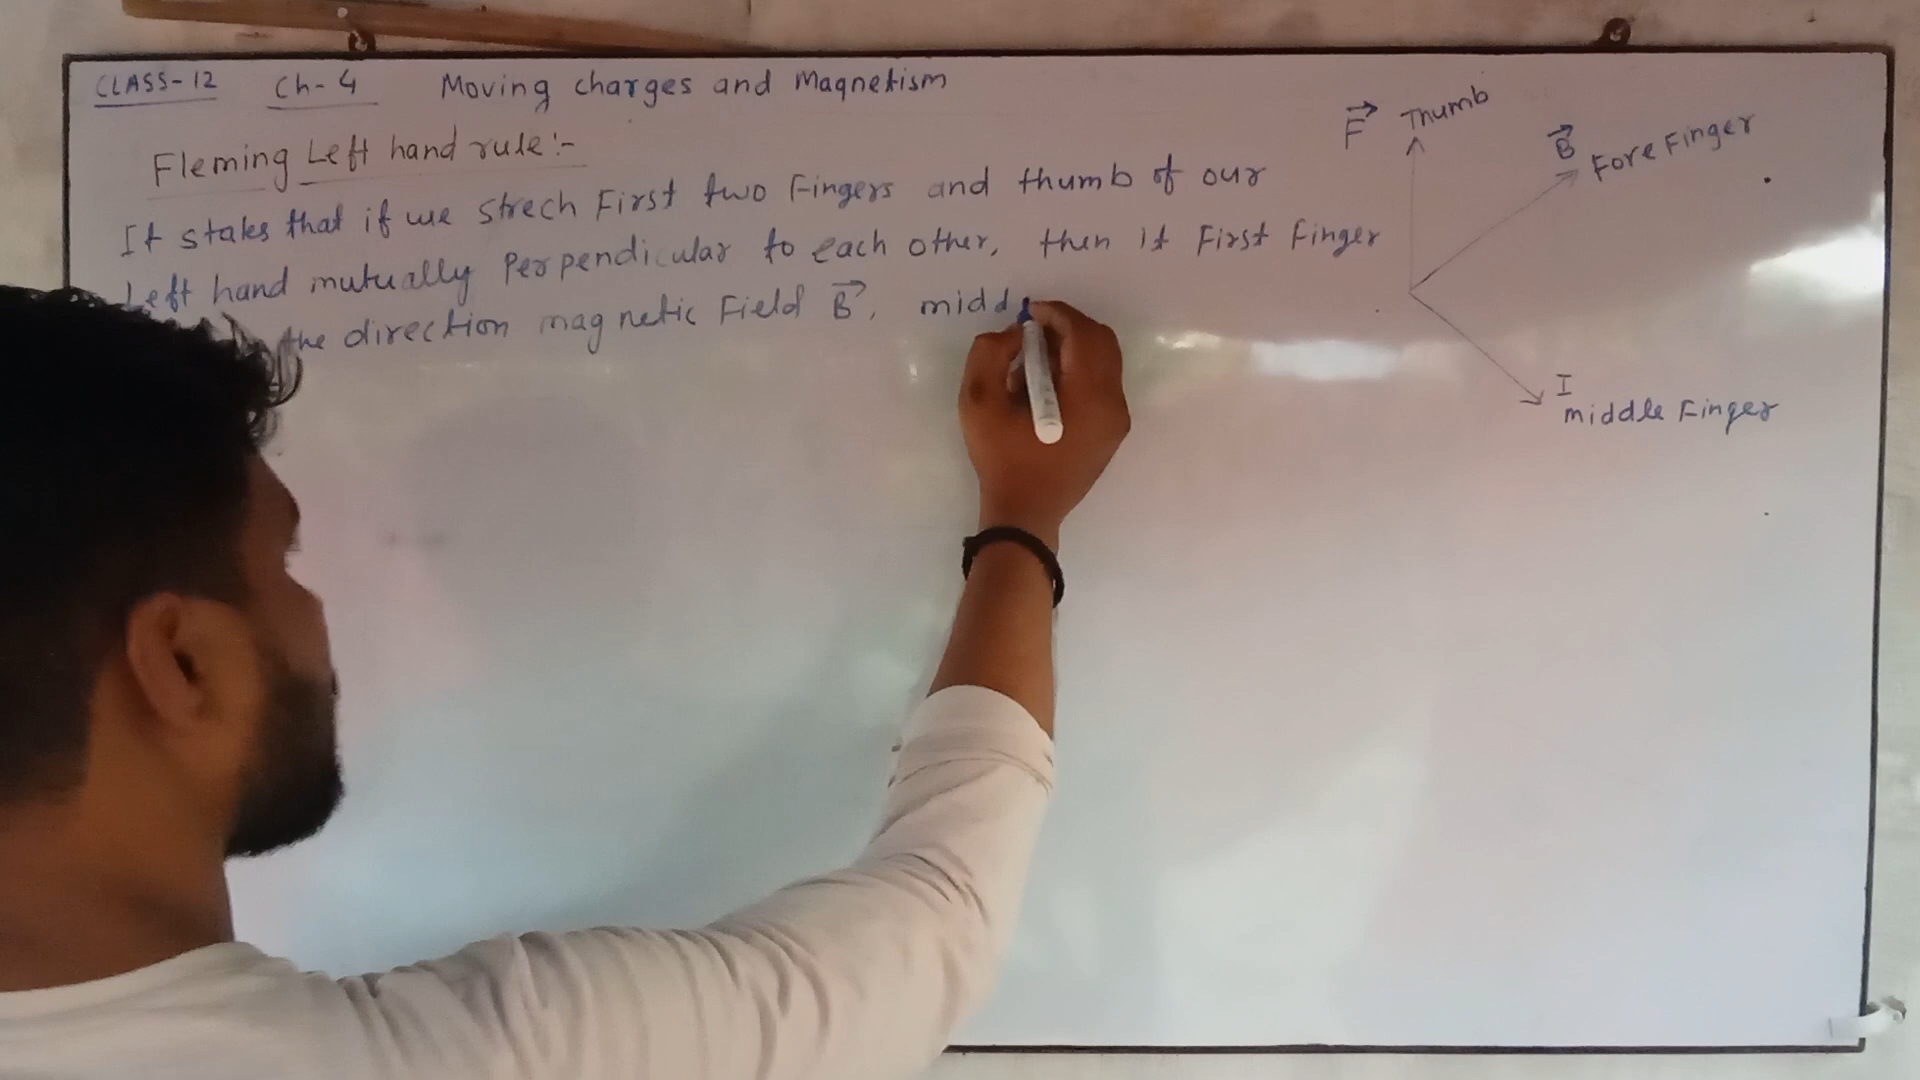 CLASS-12 Ch-4 Moving charges and Magnetism
Fleming Left hand rule:-
It states that if we strech First two Fingers and thumb of our
Left hand mutually Perpendicular to each other, then if First finger
the direction magnetic Field B⃗, midd
F⃗ Thumb
B⃗ Fore Finger
I
middle Finger